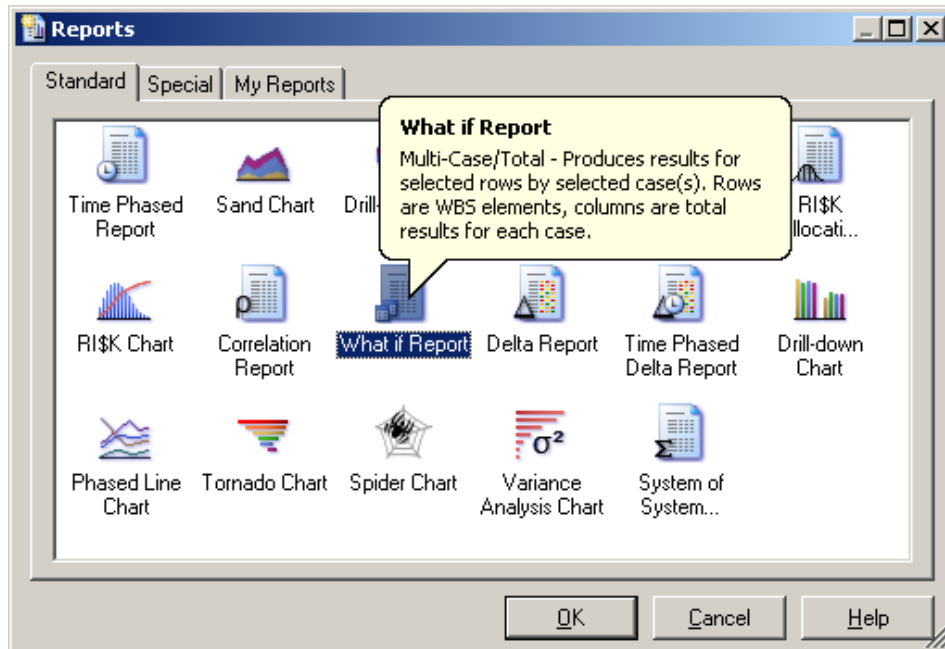 Reports
Standard
Special
My Reports
What if Report
Multi-Case/Total - Produces results for
selected rows by selected case(s). Rows
are WBS elements, columns are total
results for each case.
Time Phased
Report
Sand Chart
Drill-
RI$K
llocati...
RI$K Chart
ρ
Correlation
Report
What if Report
Δ
Delta Report
Δ
Time Phased
Delta Report
Drill-down
Chart
Phased Line
Chart
Tornado Chart
Spider Chart
σ²
Variance
Analysis Chart
Σ
System of
System...
OK
Cancel
Help